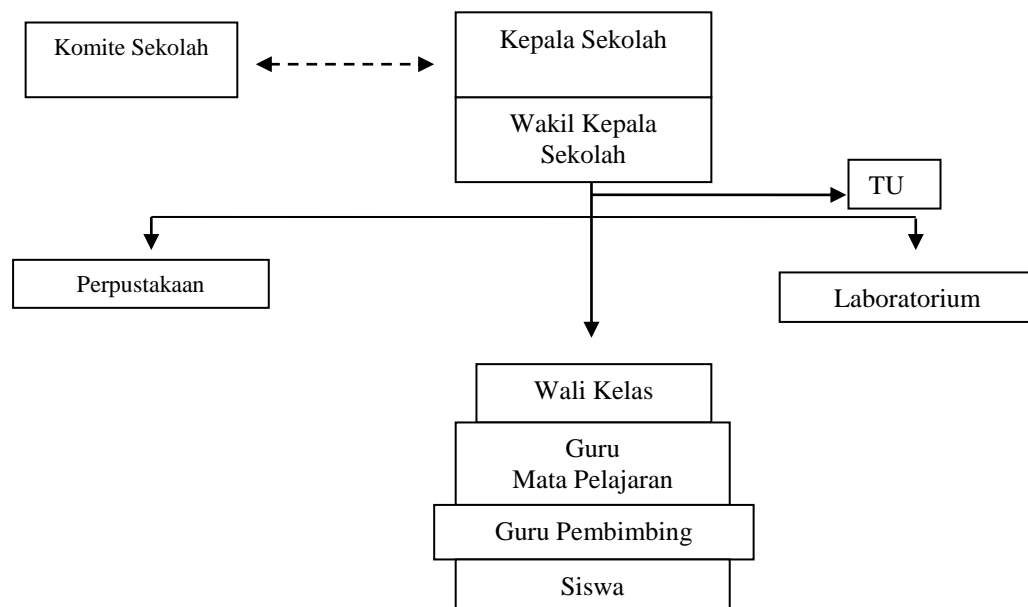 Komite Sekolah
Kepala Sekolah
Wakil Kepala
Sekolah
TU
Perpustakaan
Laboratorium
Wali Kelas
Guru
Mata Pelajaran
Guru Pembimbing
Siswa